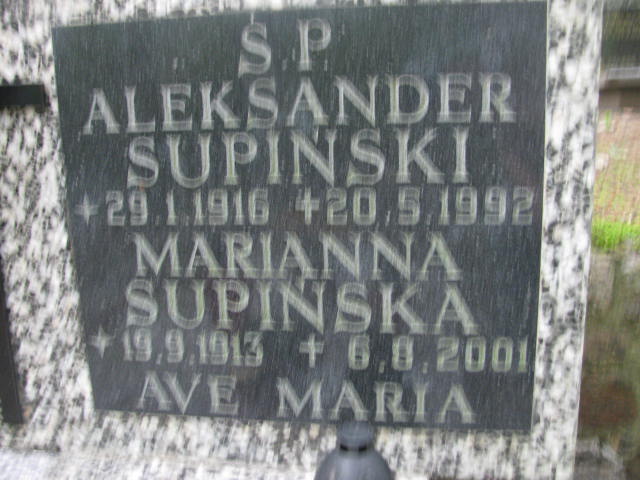 Ś.P
ALEKSANDER
SUPIŃSKI
*29.1.1916 +20.5.1992
MARIANNA
SUPIŃSKA
*19.9.1913 + 6.8.2001
AVE MARIA